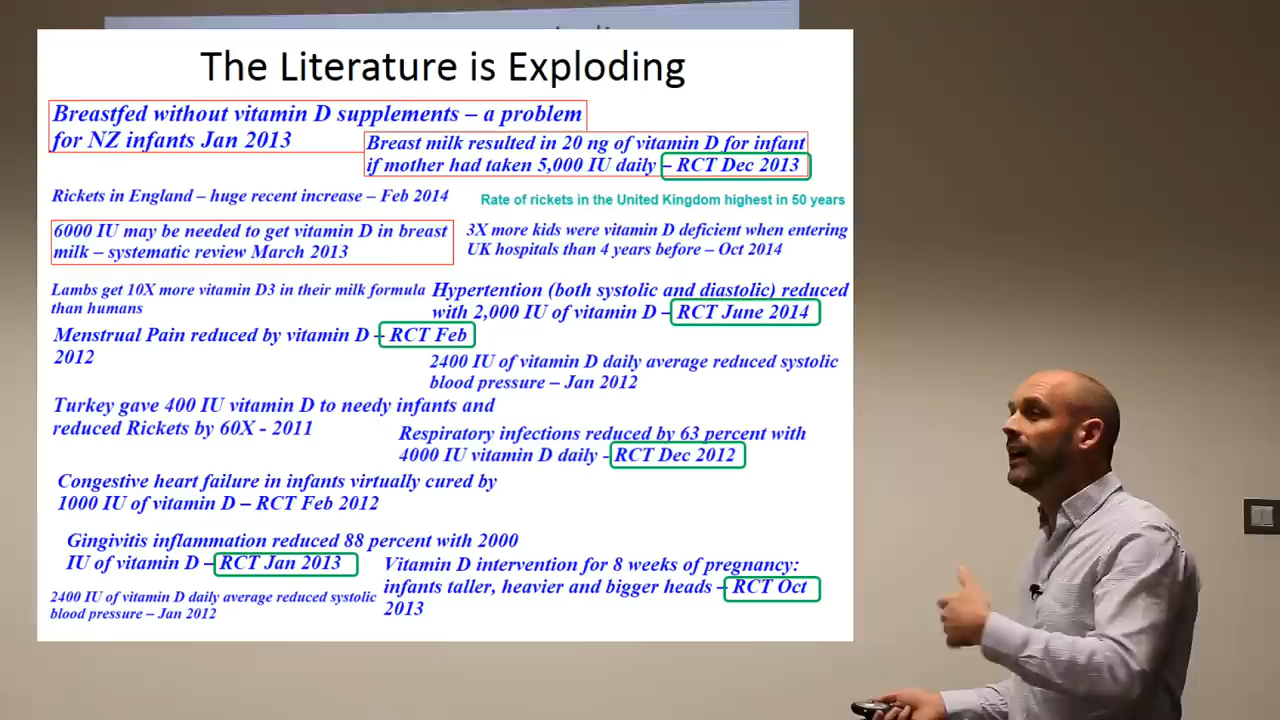 The Literature is Exploding
Breastfed without vitamin D supplements – a problem
for NZ infants Jan 2013
Breast milk resulted in 20 ng of vitamin D for infant
if mother had taken 5,000 IU daily – RCT Dec 2013
Rickets in England – huge recent increase – Feb 2014
Rate of rickets in the United Kingdom highest in 50 years
6000 IU may be needed to get vitamin D in breast
milk – systematic review March 2013
3X more kids were vitamin D deficient when entering
UK hospitals than 4 years before – Oct 2014
Lambs get 10X more vitamin D3 in their milk formula
than humans
Hypertention (both systolic and diastolic) reduced
with 2,000 IU of vitamin D – RCT June 2014
Menstrual Pain reduced by vitamin D – RCT Feb
2012
2400 IU of vitamin D daily average reduced systolic
blood pressure – Jan 2012
Turkey gave 400 IU vitamin D to needy infants and
reduced Rickets by 60X - 2011
Respiratory infections reduced by 63 percent with
4000 IU vitamin D daily - RCT Dec 2012
Congestive heart failure in infants virtually cured by
1000 IU of vitamin D – RCT Feb 2012
Gingivitis inflammation reduced 88 percent with 2000
IU of vitamin D – RCT Jan 2013
Vitamin D intervention for 8 weeks of pregnancy:
infants taller, heavier and bigger heads – RCT Oct
2013
2400 IU of vitamin D daily average reduced systolic
blood pressure – Jan 2012